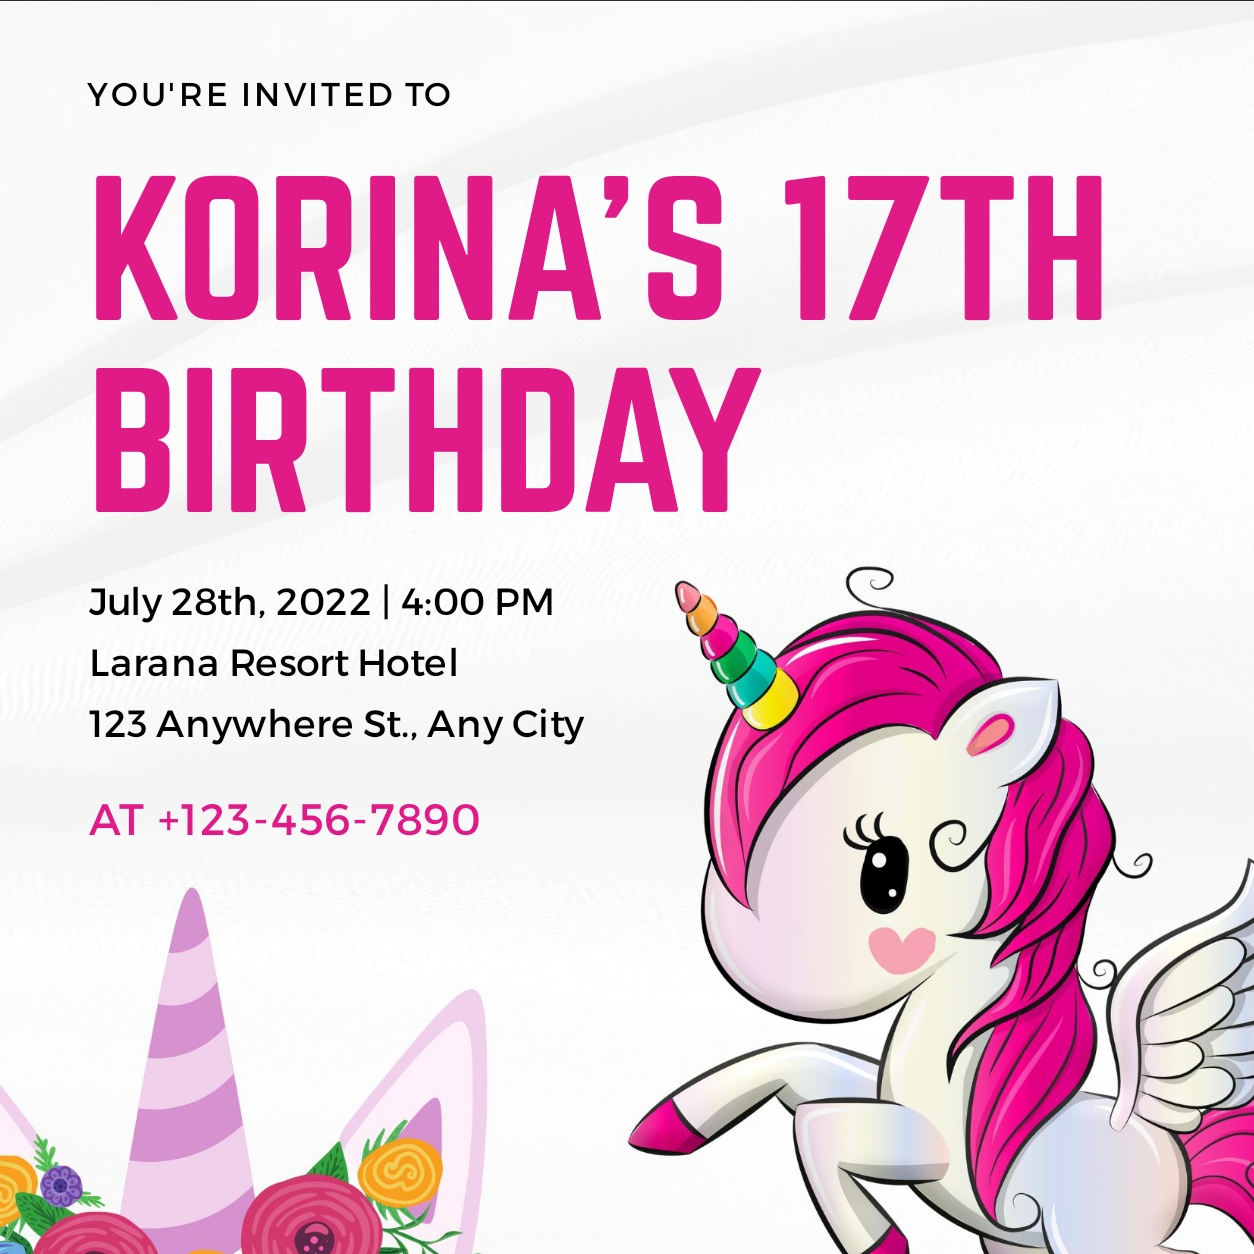 YOU'RE INVITED TO
KORINA’S 17TH
BIRTHDAY
July 28th, 2022 | 4:00 PM
Larana Resort Hotel
123 Anywhere St., Any City
AT +123-456-7890